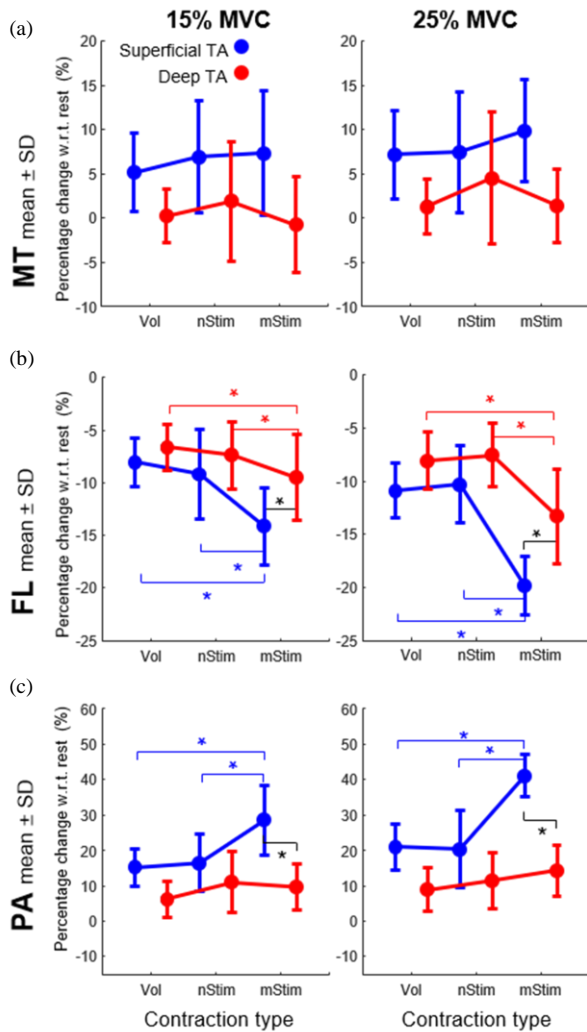 15% MVC
25% MVC
(a)
Superficial TA
Deep TA
MT mean ± SD
Percentage change w.r.t. rest (%)
20
15
10
5
0
-5
-10
20
15
10
5
0
-5
-10
Vol nStim mStim
Vol nStim mStim
(b)
FL mean ± SD
Percentage change w.r.t. rest (%)
0
-5
-10
-15
-20
-25
0
-5
-10
-15
-20
-25
* * * * *
* * * * *
Vol nStim mStim
Vol nStim mStim
(c)
PA mean ± SD
Percentage change w.r.t. rest (%)
60
50
40
30
20
10
0
-10
60
50
40
30
20
10
0
-10
* * *
* * *
Vol nStim mStim
Vol nStim mStim
Contraction type
Contraction type